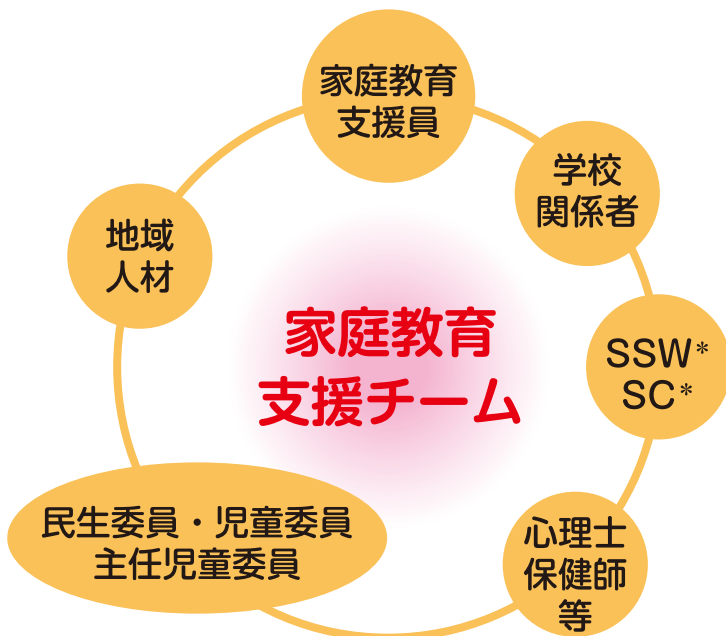 家庭教育
支援員
学校
関係者
地域
人材
家庭教育
支援チーム
SSW*
SC*
民生委員・児童委員
主任児童委員
心理士
保健師
等